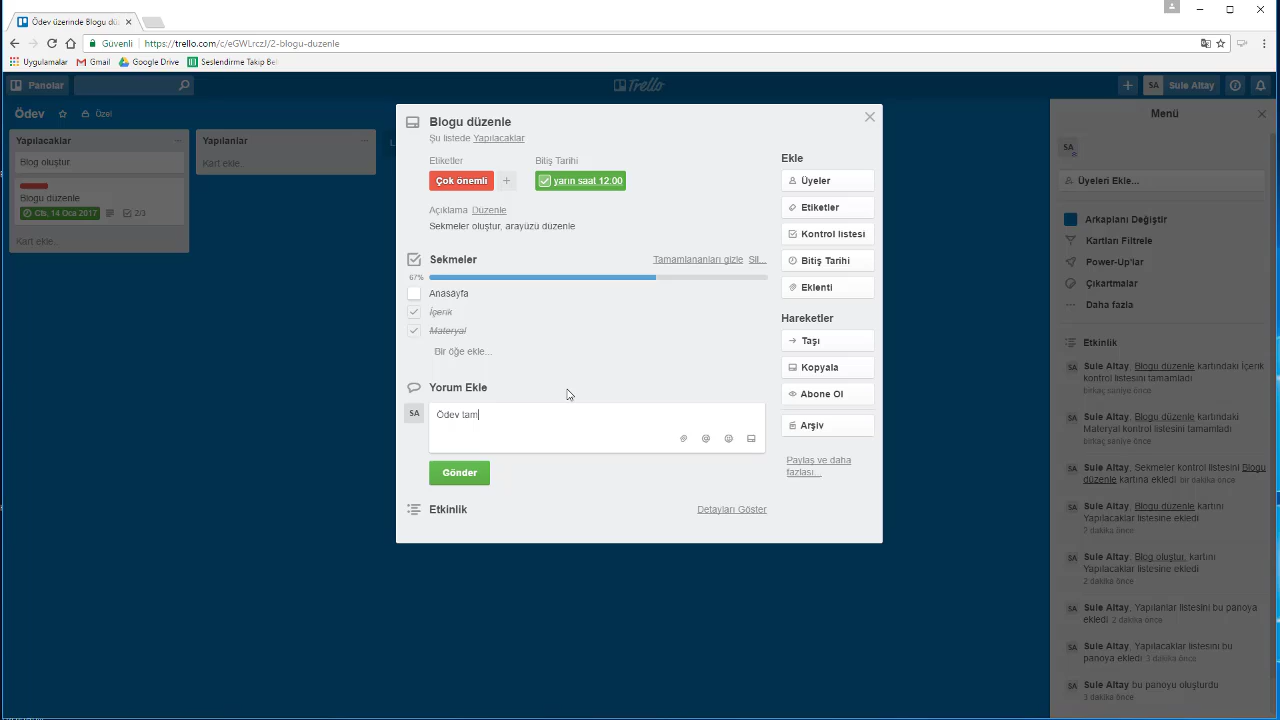 Ödev üzerinde Blogu dü
Güvenli
https://trello.com/c/eGWLrczJ/2-blogu-duzenle
Uygulamalar
Gmail
Google Drive
Seslendirme Takip Bel
Panolar
Trello
SA
Sule Altay
Ödev
Özel
Yapılacaklar
Blog oluştur
Blogu düzenle
Cts, 14 Oca 2017
2/3
Kart ekle...
Yapılanlar
Kart ekle...
Blogu düzenle
Şu listede Yapılacaklar
Etiketler
Çok önemli
Bitiş Tarihi
yarın saat 12:00
Açıklama Düzenle
Sekmeler oluştur, arayüzü düzenle
Sekmeler
Tamamlananları gizle
Sil...
67%
Anasayfa
İçerik
Materyal
Bir öğe ekle...
Yorum Ekle
SA
Ödev tam
Gönder
Etkinlik
Detayları Göster
Ekle
Üyeler
Etiketler
Kontrol listesi
Bitiş Tarihi
Eklenti
Hareketler
Taşı
Kopyala
Abone Ol
Arşiv
Paylaş ve daha
fazlası...
Menü
SA
Üyeleri Ekle...
Arkaplanı Değiştir
Kartları Filtrele
Power-Up'lar
Çıkartmalar
Daha fazla
Etkinlik
SA
Sule Altay, Blogu düzenle kartındaki İçerik
kontrol listesini tamamladı
birkaç saniye önce
SA
Sule Altay, Blogu düzenle kartındaki
Materyal kontrol listesini tamamladı
birkaç saniye önce
SA
Sule Altay, Sekmeler kontrol listesini Blogu
düzenle kartına ekledi bir dakika önce
SA
Sule Altay, Blogu düzenle kartını
Yapılacaklar listesine ekledi
2 dakika önce
SA
Sule Altay, Blog oluştur, kartını
Yapılacaklar listesine ekledi
2 dakika önce
SA
Sule Altay, Yapılanlar listesini bu panoya
ekledi 2 dakika önce
SA
Sule Altay, Yapılacaklar listesini bu
panoya ekledi 3 dakika önce
SA
Sule Altay bu panoyu oluşturdu